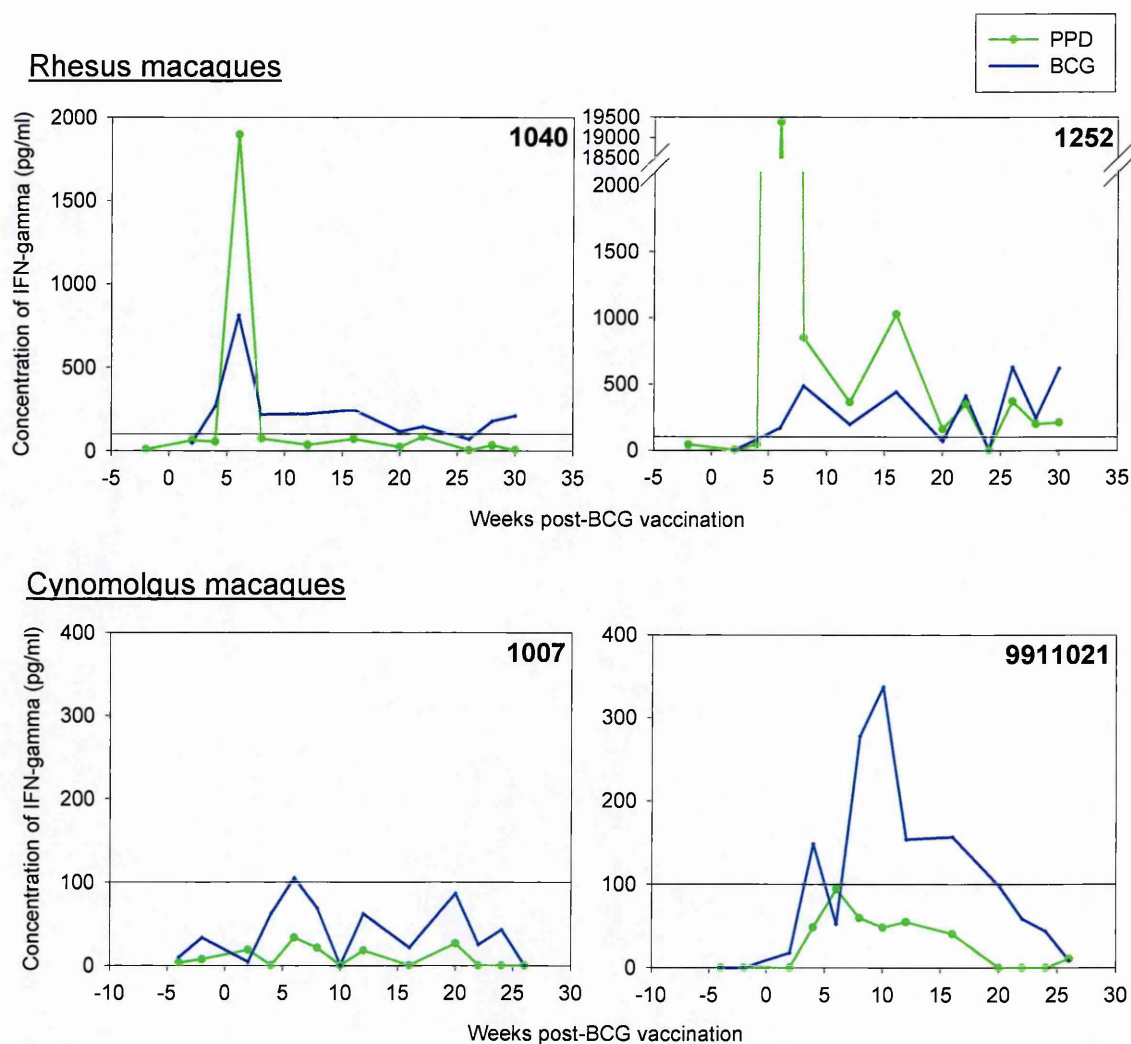 PPD
BCG
Rhesus macaques
Concentration of IFN-gamma (pg/ml)
1040
2000
1500
1000
500
0
-5 0 5 10 15 20 25 30 35
1252
19500
19000
18500
2000
1500
1000
500
0
-5 0 5 10 15 20 25 30 35
Weeks post-BCG vaccination
Cynomolgus macaques
Concentration of IFN-gamma (pg/ml)
1007
400
300
200
100
0
-10 -5 0 5 10 15 20 25 30
9911021
400
300
200
100
0
-10 -5 0 5 10 15 20 25 30
Weeks post-BCG vaccination